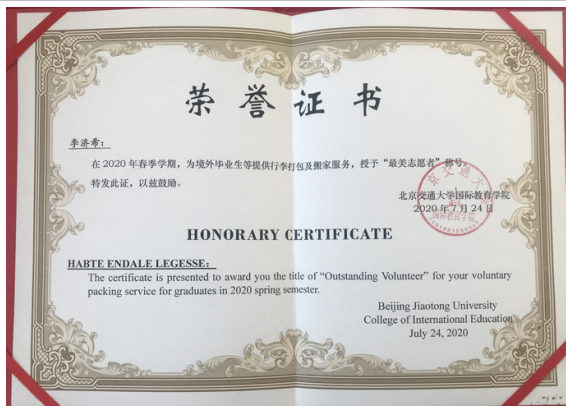 荣誉证书
李济希：
在2020年春季学期，为境外毕业生等提供行李打包及搬家服务，授予“最美志愿者”称号。
特发此证，以兹鼓励。
北京交通大学国际教育学院
2020年7月24日
HONORARY CERTIFICATE
HABTE ENDALE LEGESSE：
The certificate is presented to award you the title of “Outstanding Volunteer” for your voluntary
packing service for graduates in 2020 spring semester.
Beijing Jiaotong University
College of International Education
July 24, 2020